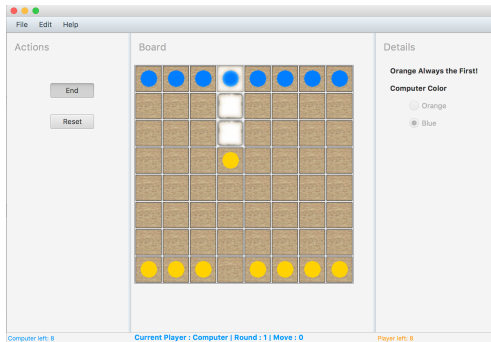 File Edit Help
Actions
Board
Details
End
Reset
Orange Always the First!
Computer Color
Orange
Blue
Computer left: 8
Current Player : Computer | Round : 1 | Move : 0
Player left: 8